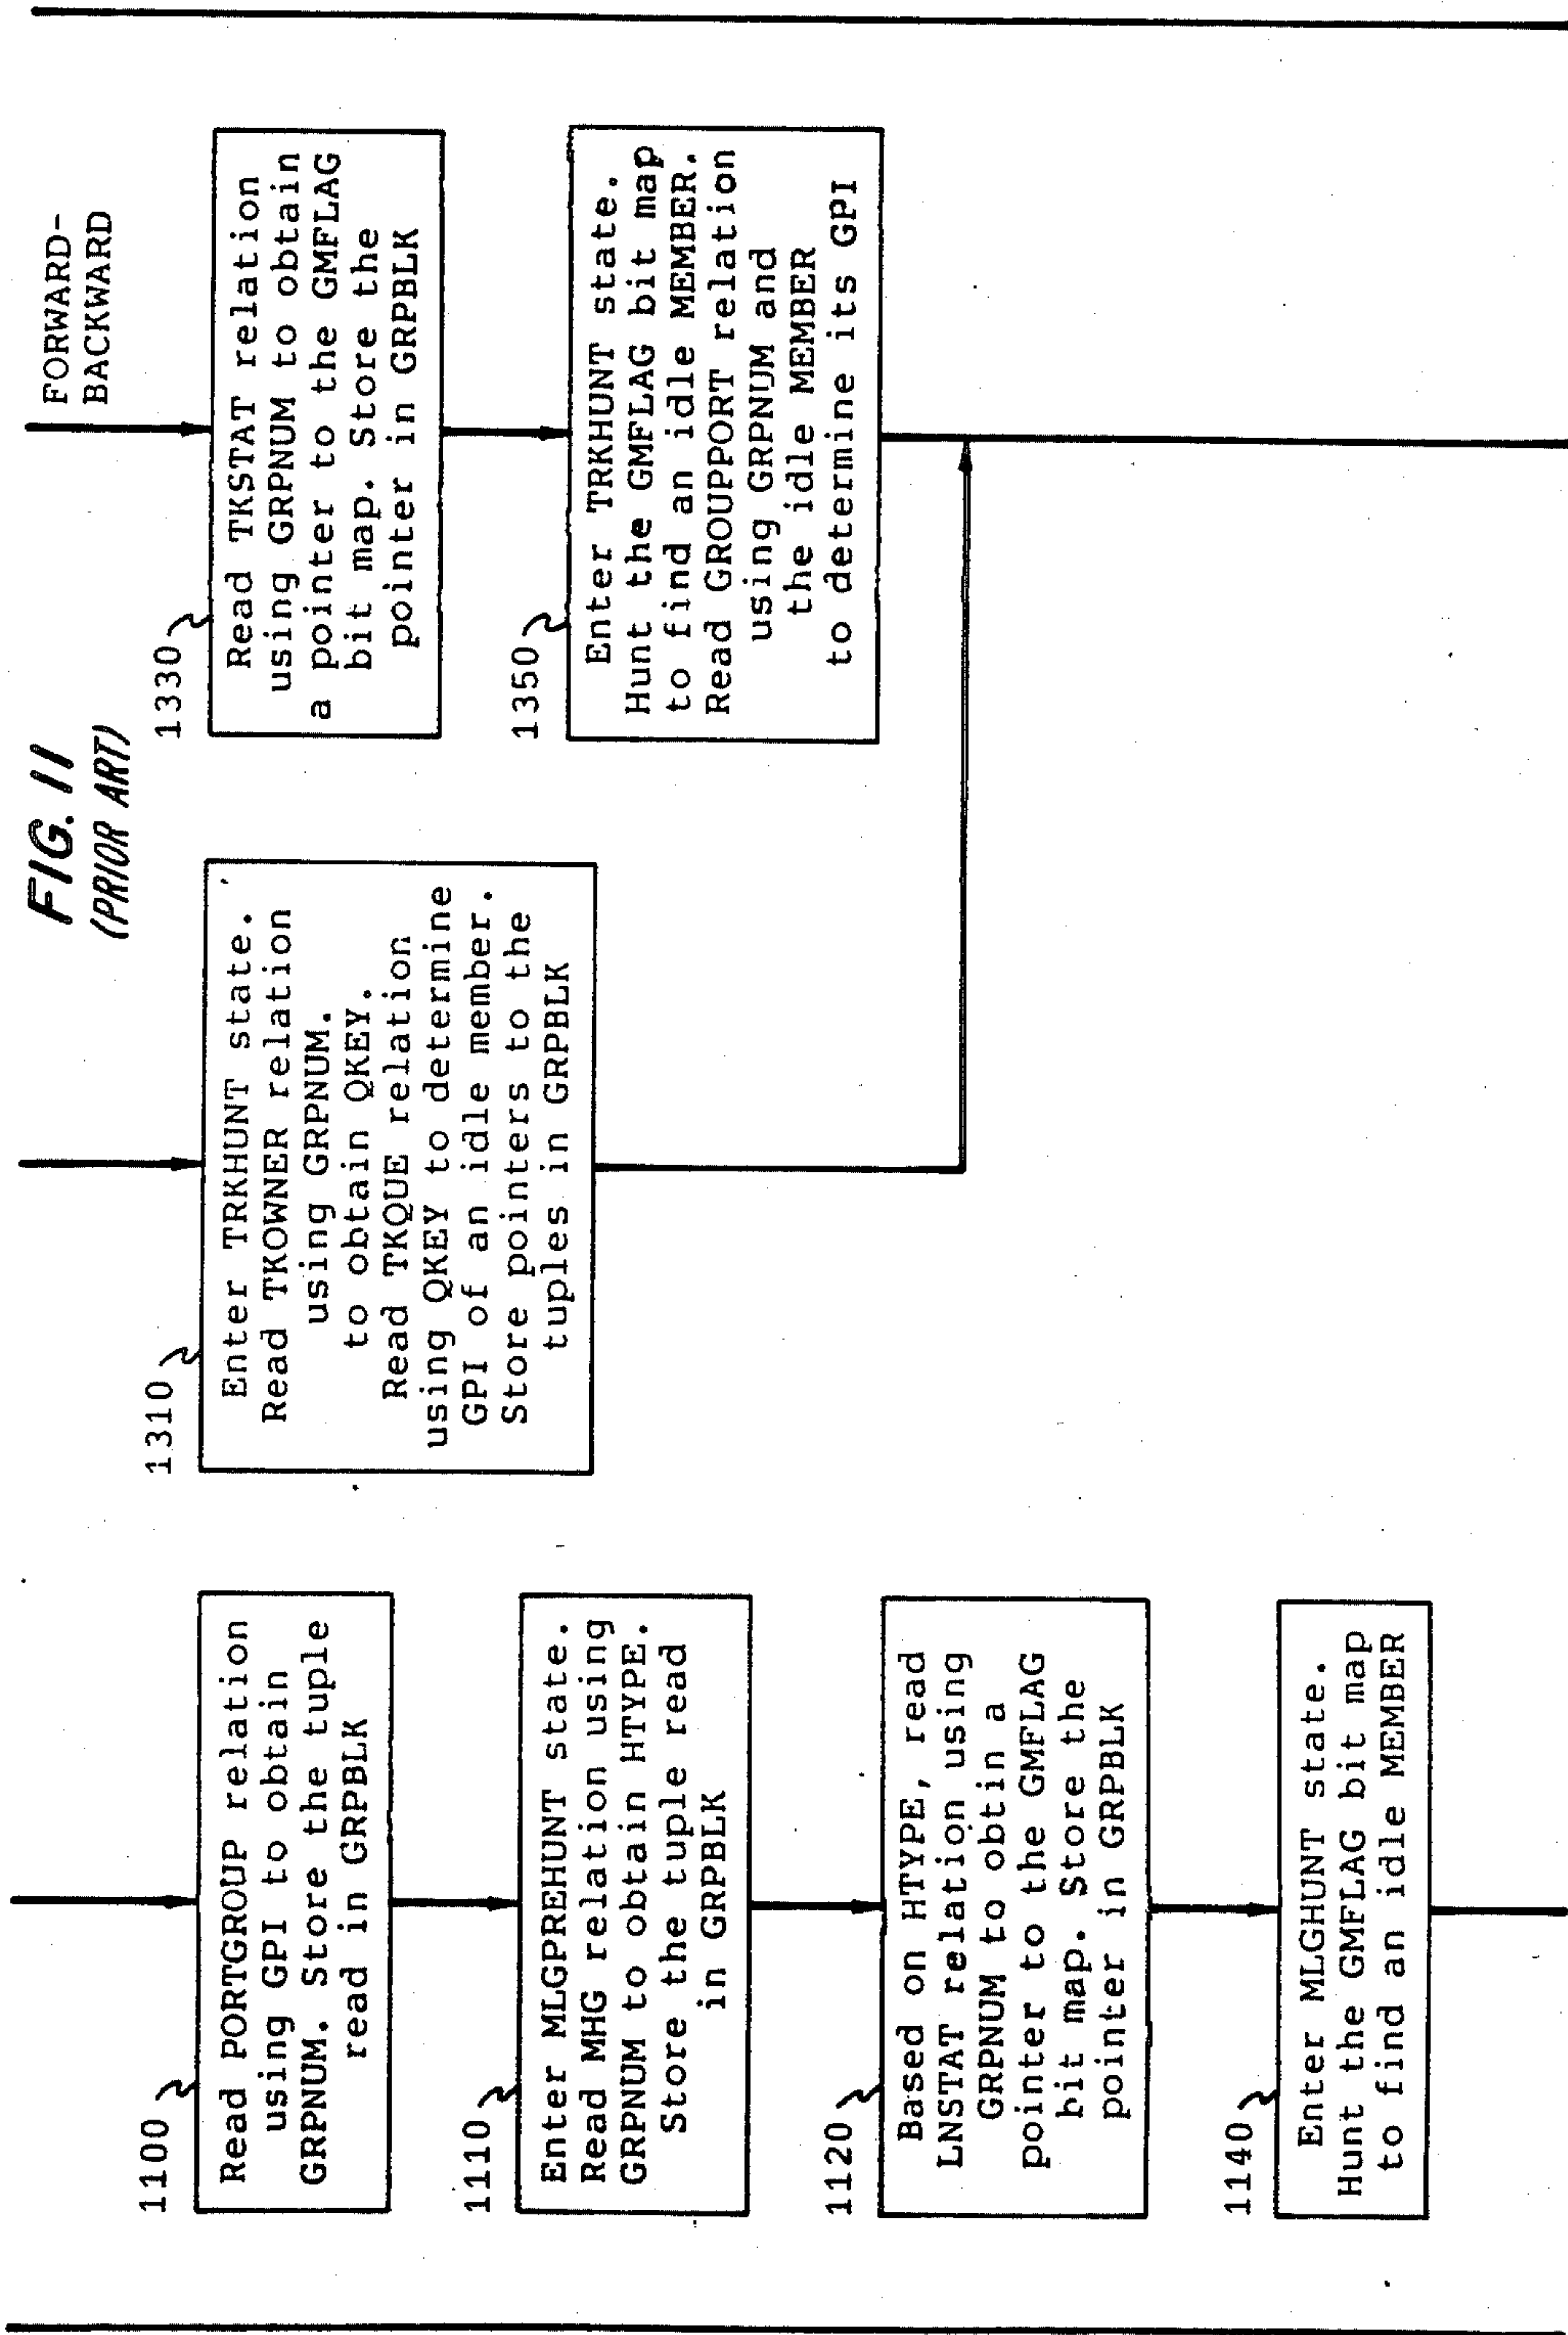 FIG. 11
(PRIOR ART)
1100
Read PORTGROUP relation
using GPI to obtain
GRPNUM. Store the tuple
read in GRPBLK
1110
Enter MLGPREHUNT state.
Read MHG relation using
GRPNUM to obtain HTYPE.
Store the tuple read
in GRPBLK
1120
Based on HTYPE, read
LNSTAT relation using
GRPNUM to obtin a
pointer to the GMFLAG
bit map. Store the
pointer in GRPBLK
1140
Enter MLGHUNT state.
Hunt the GMFLAG bit map
to find an idle MEMBER
1310
Enter TRKHUNT state.
Read TKOWNER relation
using GRPNUM.
to obtain QKEY.
Read TKQUE relation
using QKEY to determine
GPI of an idle member.
Store pointers to the
tuples in GRPBLK
FORWARD-
BACKWARD
1330
Read TKSTAT relation
using GRPNUM to obtain
a pointer to the GMFLAG
bit map. Store the
pointer in GRPBLK
1350
Enter TRKHUNT state.
Hunt the GMFLAG bit map
to find an idle MEMBER.
Read GROUPPORT relation
using GRPNUM and
the idle MEMBER
to determine its GPI